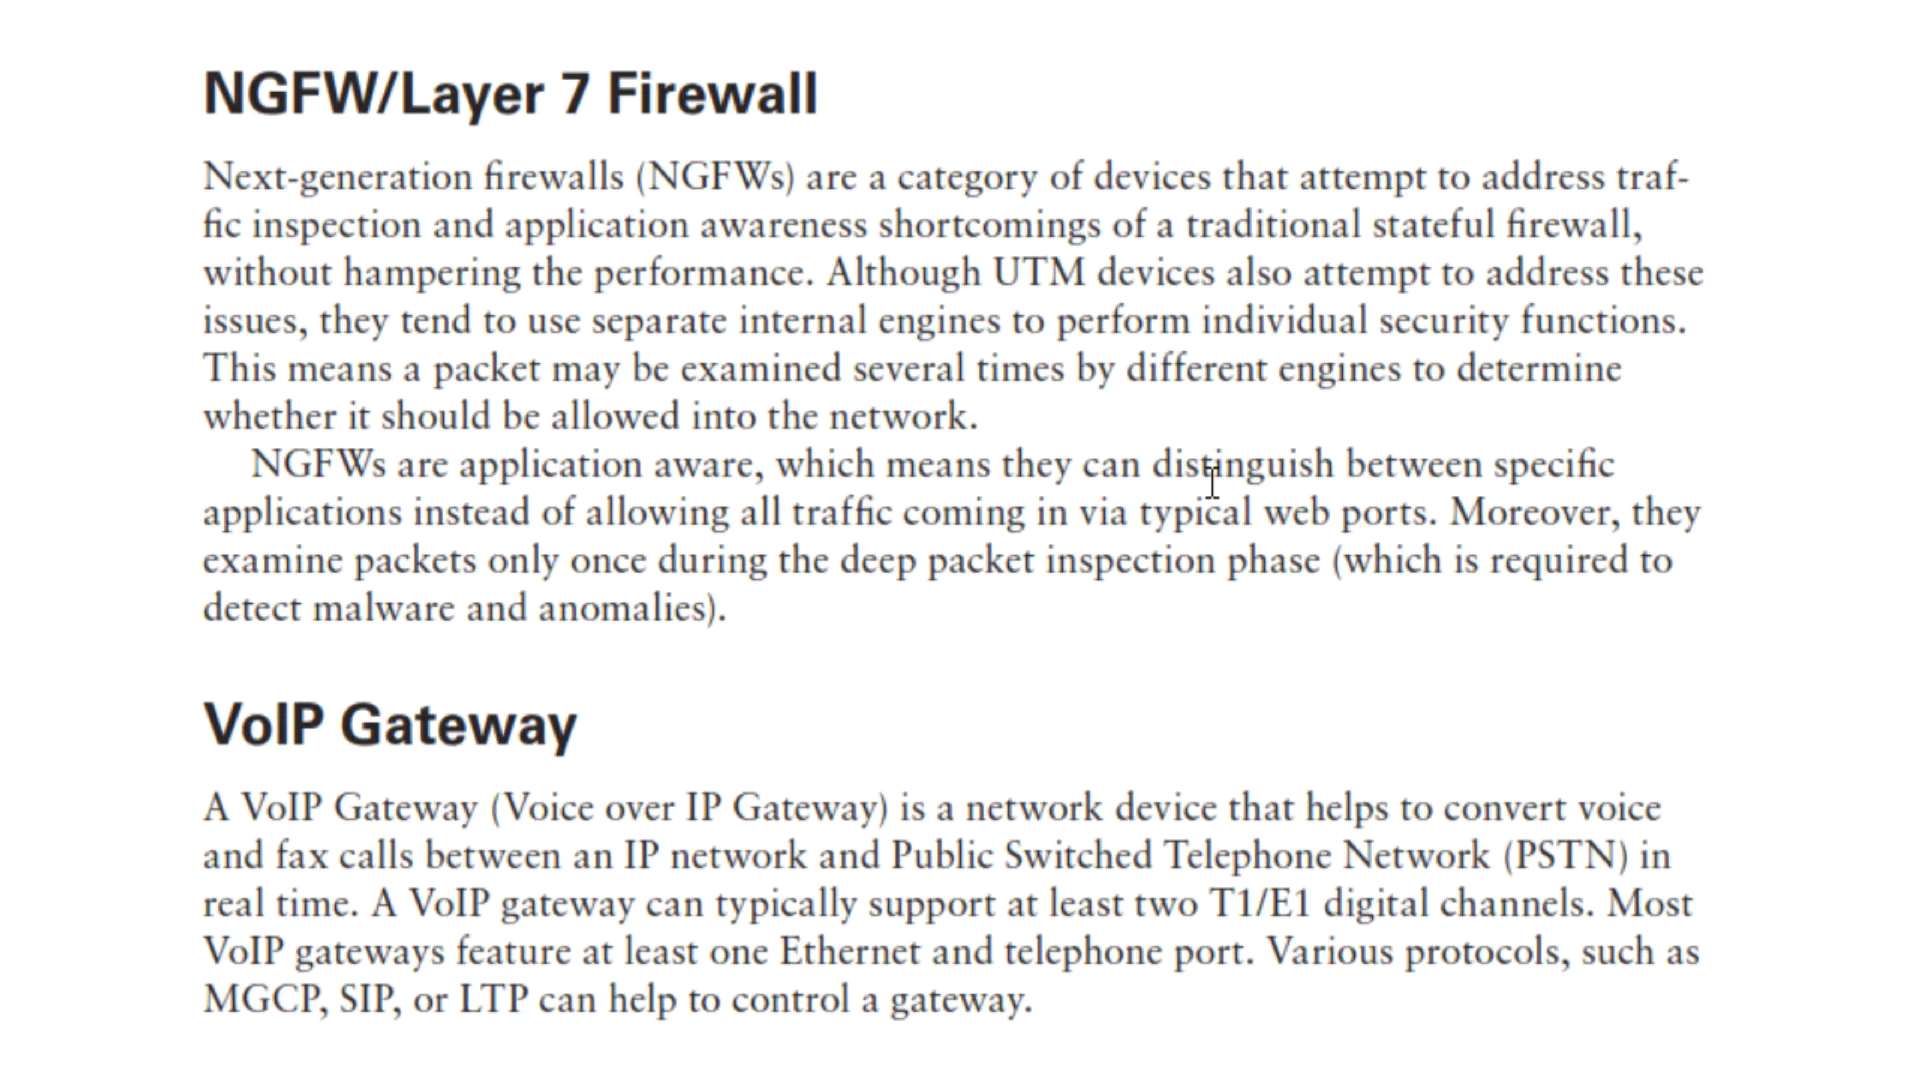 NGFW/Layer 7 Firewall
Next-generation firewalls (NGFWs) are a category of devices that attempt to address traf-
fic inspection and application awareness shortcomings of a traditional stateful firewall,
without hampering the performance. Although UTM devices also attempt to address these
issues, they tend to use separate internal engines to perform individual security functions.
This means a packet may be examined several times by different engines to determine
whether it should be allowed into the network.
NGFWs are application aware, which means they can distinguish between specific
applications instead of allowing all traffic coming in via typical web ports. Moreover, they
examine packets only once during the deep packet inspection phase (which is required to
detect malware and anomalies).
VoIP Gateway
A VoIP Gateway (Voice over IP Gateway) is a network device that helps to convert voice
and fax calls between an IP network and Public Switched Telephone Network (PSTN) in
real time. A VoIP gateway can typically support at least two T1/E1 digital channels. Most
VoIP gateways feature at least one Ethernet and telephone port. Various protocols, such as
MGCP, SIP, or LTP can help to control a gateway.